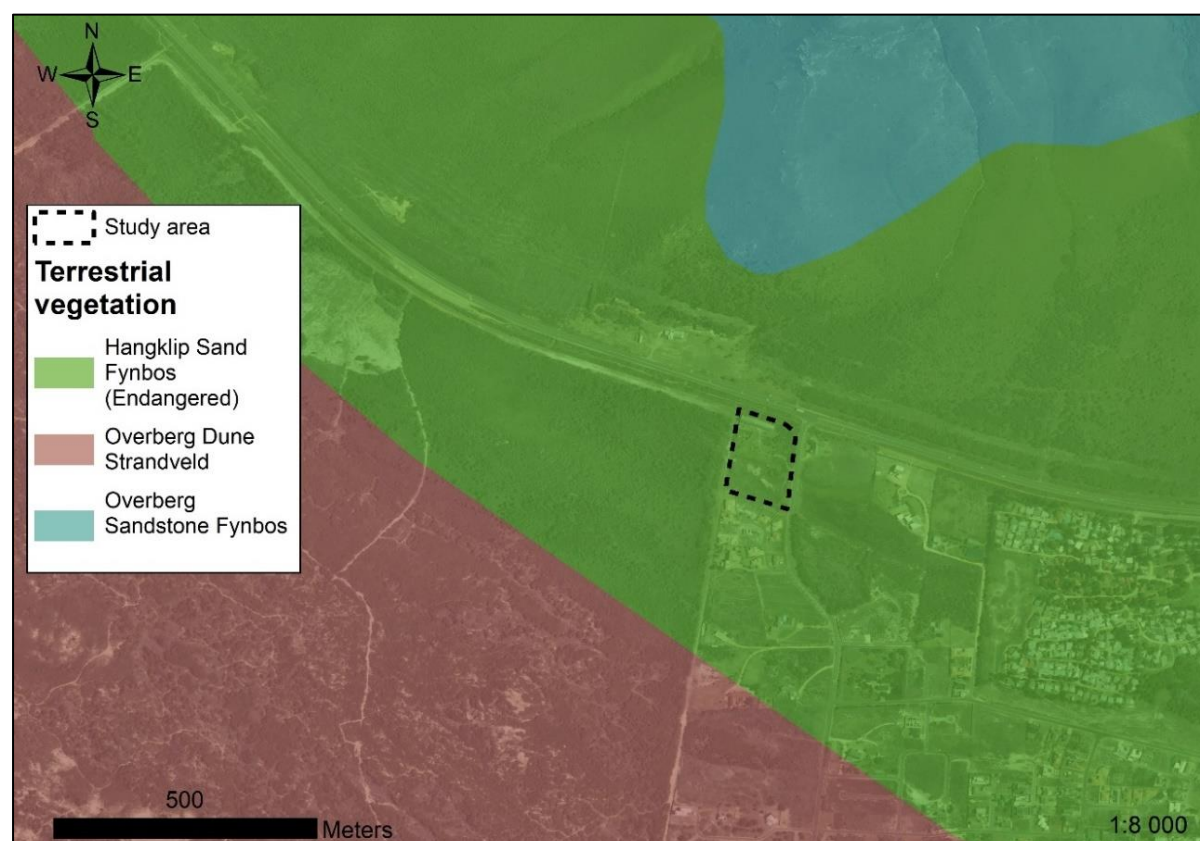 N
W E
S
Study area
Terrestrial
vegetation
Hangklip Sand
Fynbos
(Endangered)
Overberg Dune
Strandveld
Overberg
Sandstone Fynbos
500
Meters
1:8 000